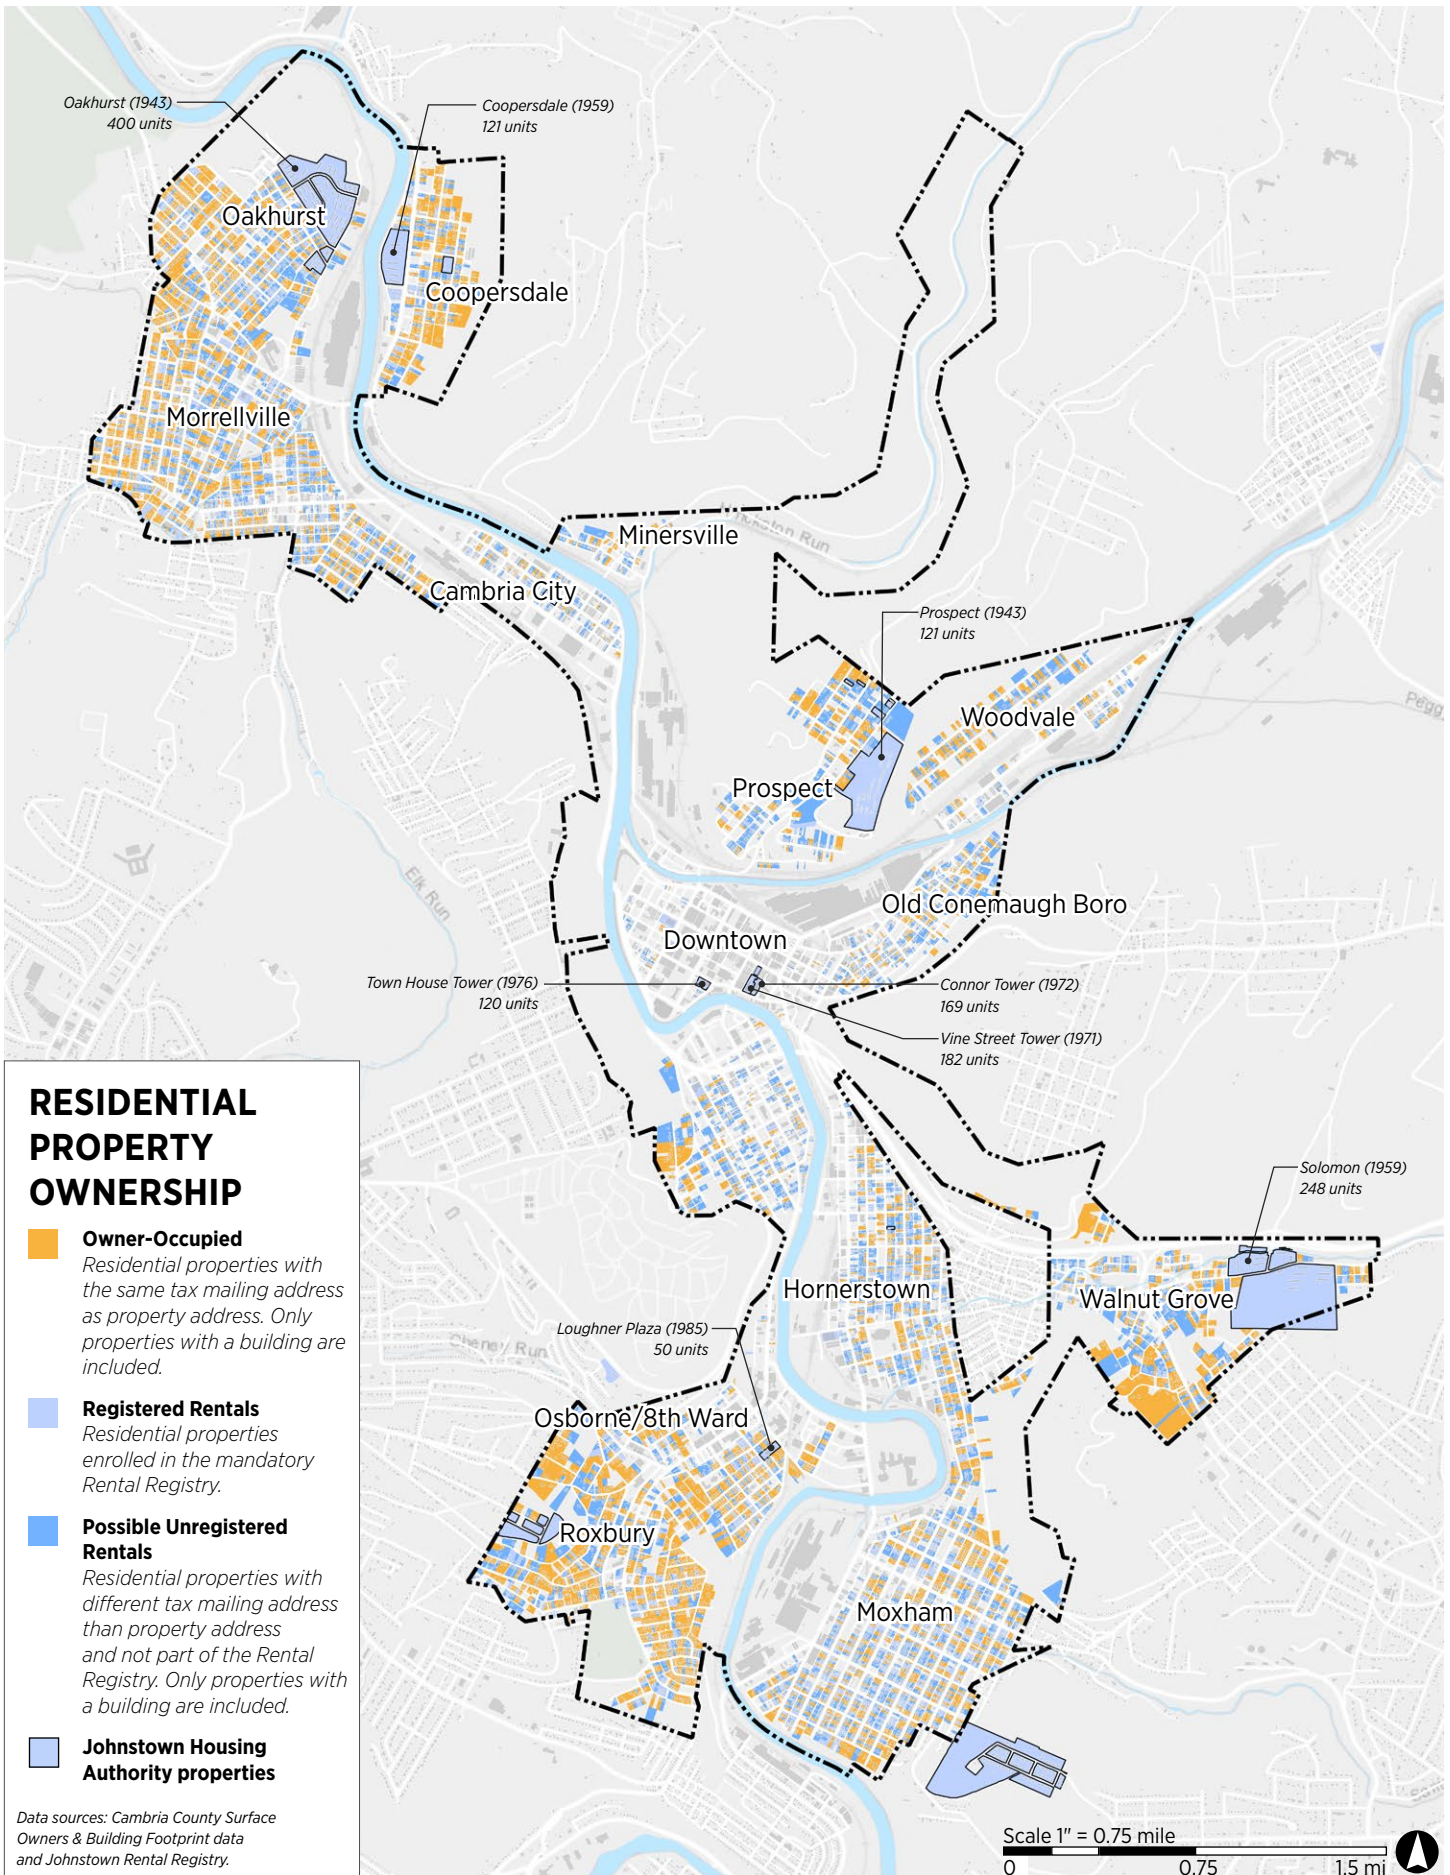 Oakhurst (1943)
400 units
Coopersdale (1959)
121 units
Oakhurst
Coopersdale
Morrellville
Minersville
Run
Cambria City
Prospect (1943)
121 units
Woodvale
Prospect
Elk Run
Old Conemaugh Boro
Downtown
Town House Tower (1976)
120 units
Connor Tower (1972)
169 units
Vine Street Tower (1971)
182 units
Solomon (1959)
248 units
Hornerstown
Walnut Grove
Loughner Plaza (1985)
50 units
Cheney Run
Osborne/8th Ward
Roxbury
Moxham
RESIDENTIAL
PROPERTY
OWNERSHIP
Owner-Occupied
Residential properties with
the same tax mailing address
as property address. Only
properties with a building are
included.
Registered Rentals
Residential properties
enrolled in the mandatory
Rental Registry.
Possible Unregistered
Rentals
Residential properties with
different tax mailing address
than property address
and not part of the Rental
Registry. Only properties with
a building are included.
Johnstown Housing
Authority properties
Data sources: Cambria County Surface
Owners & Building Footprint data
and Johnstown Rental Registry.
Scale 1" = 0.75 mile
0 0.75 1.5 mi